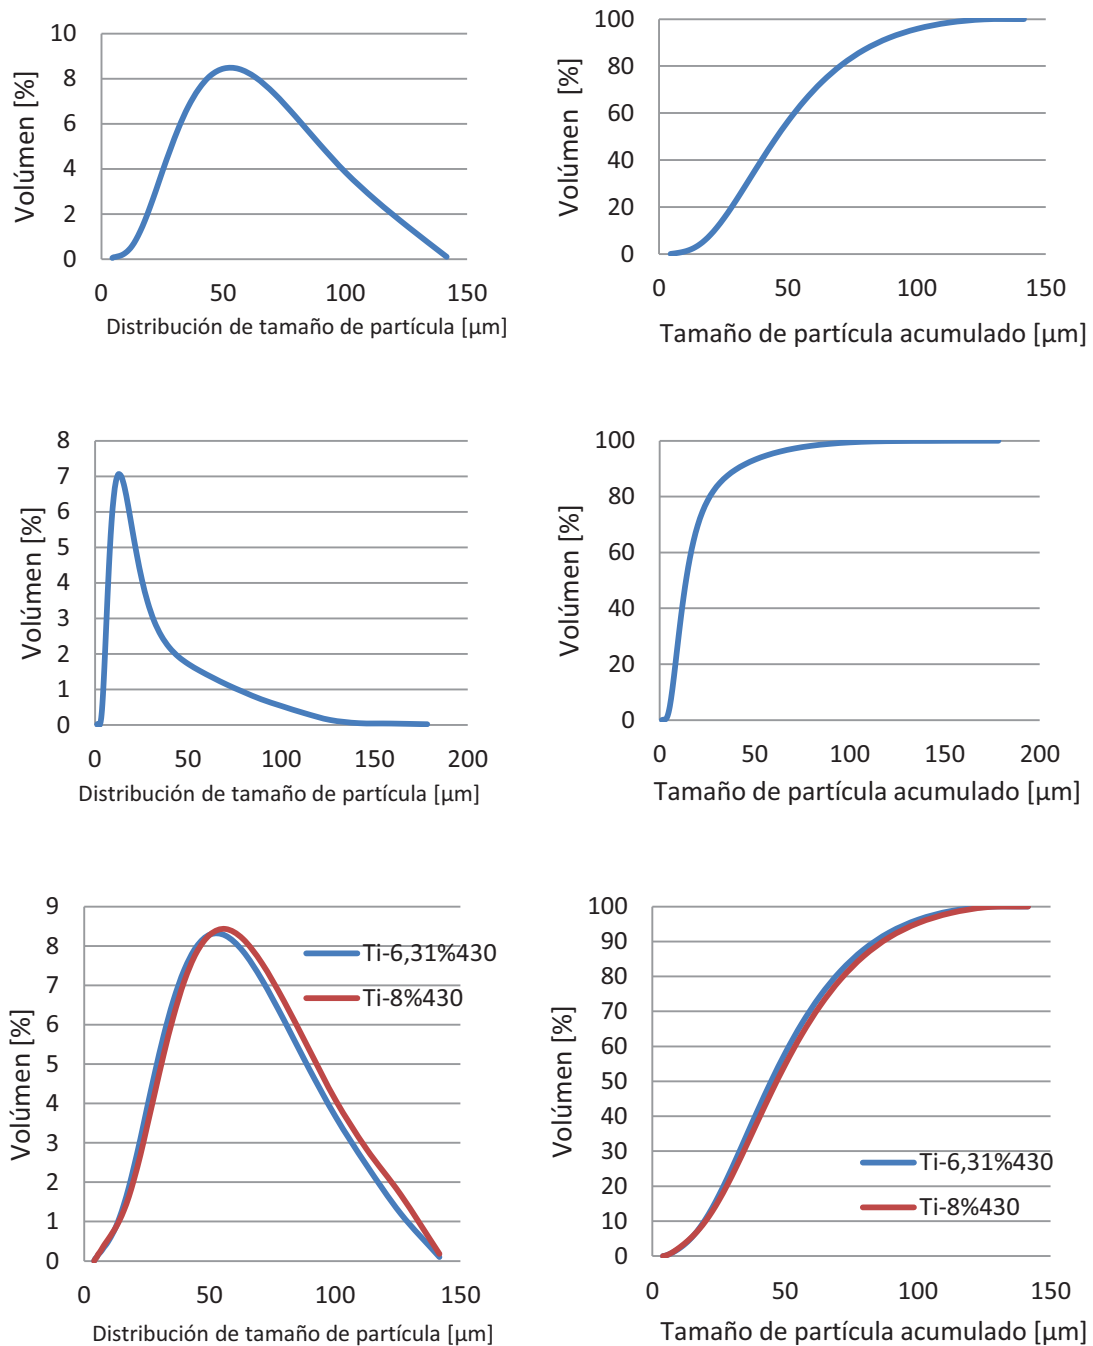 10
8
6
4
2
0
Volúmen [%]
0 50 100 150
Distribución de tamaño de partícula [µm]
100
80
60
40
20
0
Volúmen [%]
0 50 100 150
Tamaño de partícula acumulado [µm]
8
7
6
5
4
3
2
1
0
Volúmen [%]
0 50 100 150 200
Distribución de tamaño de partícula [µm]
100
80
60
40
20
0
Volúmen [%]
0 50 100 150 200
Tamaño de partícula acumulado [µm]
9
8
7
6
5
4
3
2
1
0
Volúmen [%]
Ti-6,31%430
Ti-8%430
0 50 100 150
Distribución de tamaño de partícula [µm]
100
90
80
70
60
50
40
30
20
10
0
Volúmen [%]
Ti-6,31%430
Ti-8%430
0 50 100 150
Tamaño de partícula acumulado [µm]